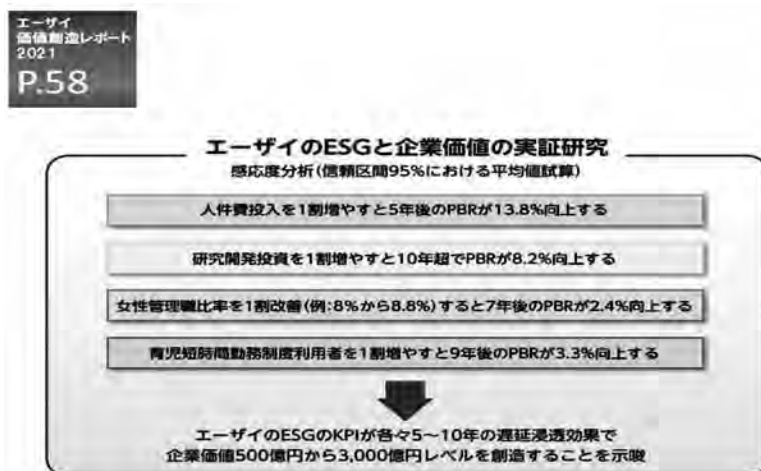 エーザイ
価値創造レポート
2021
P.58
エーザイのESGと企業価値の実証研究
感応度分析(信頼区間95%における平均値試算)
人件費投入を1割増やすと5年後のPBRが13.8%向上する
研究開発投資を1割増やすと10年超でPBRが8.2%向上する
女性管理職比率を1割改善(例:8%から8.8%)すると7年後のPBRが2.4%向上する
育児短時間勤務制度利用者を1割増やすと9年後のPBRが3.3%向上する
エーザイのESGのKPIが各々5～10年の遅延浸透効果で
企業価値500億円から3,000億円レベルを創造することを示唆